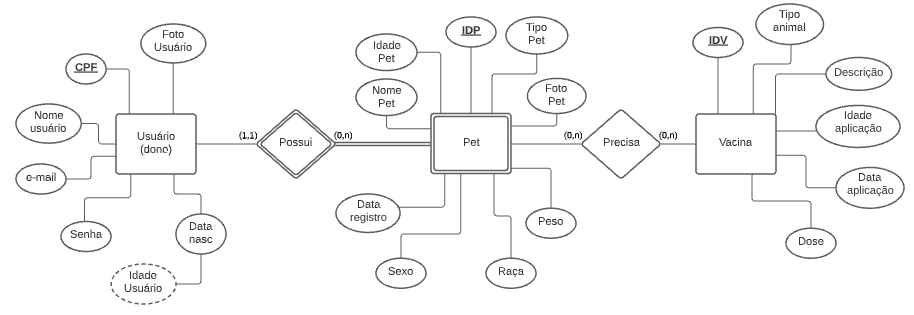 Foto
Usuário
CPF
Nome
usuário
e-mail
Senha
Usuário
(dono)
Data
nasc
Idade
Usuário
(1,1)
Possui
(0,n)
Idade
Pet
IDP
Tipo
Pet
Nome
Pet
Foto
Pet
Pet
Data
registro
Sexo
Raça
Peso
(0,n)
Precisa
(0,n)
IDV
Tipo
animal
Descrição
Idade
aplicação
Vacina
Data
aplicação
Dose